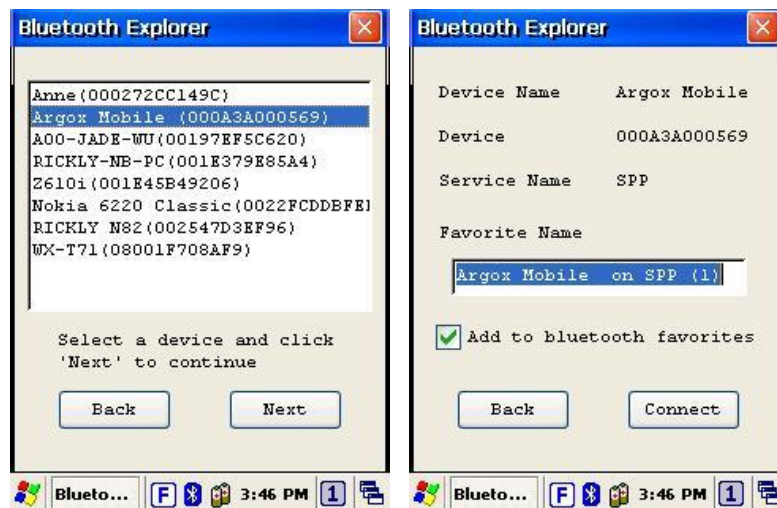 Bluetooth Explorer
Anne(000272CC149C)
Argox Mobile (000A3A000569)
A00-JADE-WU(00197EF5C620)
RICKLY-NB-PC(001E379E85A4)
Z610i(001E45B49206)
Nokia 6220 Classic(0022FCDDBFE
RICKLY N82(002547D3EF96)
WX-T71(08001F708AF9)
Select a device and click
'Next' to continue
Back Next
Blueto... F 3:46 PM 1
Bluetooth Explorer
Device Name Argox Mobile
Device 000A3A000569
Service Name SPP
Favorite Name
Argox Mobile on SPP (1)
Add to bluetooth favorites
Back Connect
Blueto... F 3:46 PM 1